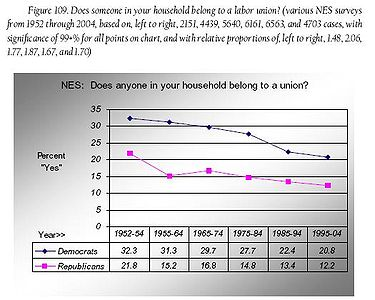 Figure 109. Does someone in your household belong to a labor union? (various NES surveys
from 1952 through 2004, based on, left to right, 2151, 4439, 5640, 6161, 6563, and 4703 cases, with
significance of 99+% for all points on chart, and with relative proportions of, left to right, 1.48, 2.06,
1.77, 1.87, 1.67, and 1.70)
NES: Does anyone in your household belong to a union?
35
30
25
20
15
10
5
0
Percent
"Yes"
Year>> 1952-54 1955-64 1965-74 1975-84 1985-94 1995-04
Democrats 32.3 31.3 29.7 27.7 22.4 20.8
Republicans 21.8 15.2 16.8 14.8 13.4 12.2